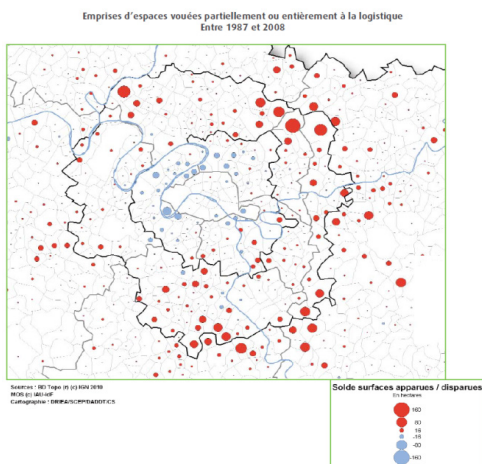 Emprises d'espaces vouées partiellement ou entièrement à la logistique
Entre 1987 et 2008
Sources : BD Topo (r) (c) IGN 2010
MOS (c) IAU-IdF
Cartographie : DRIEA/SCEP/DADDT/CS
Solde surfaces apparues / disparues
En hectares
160
80
16
-16
-80
-160